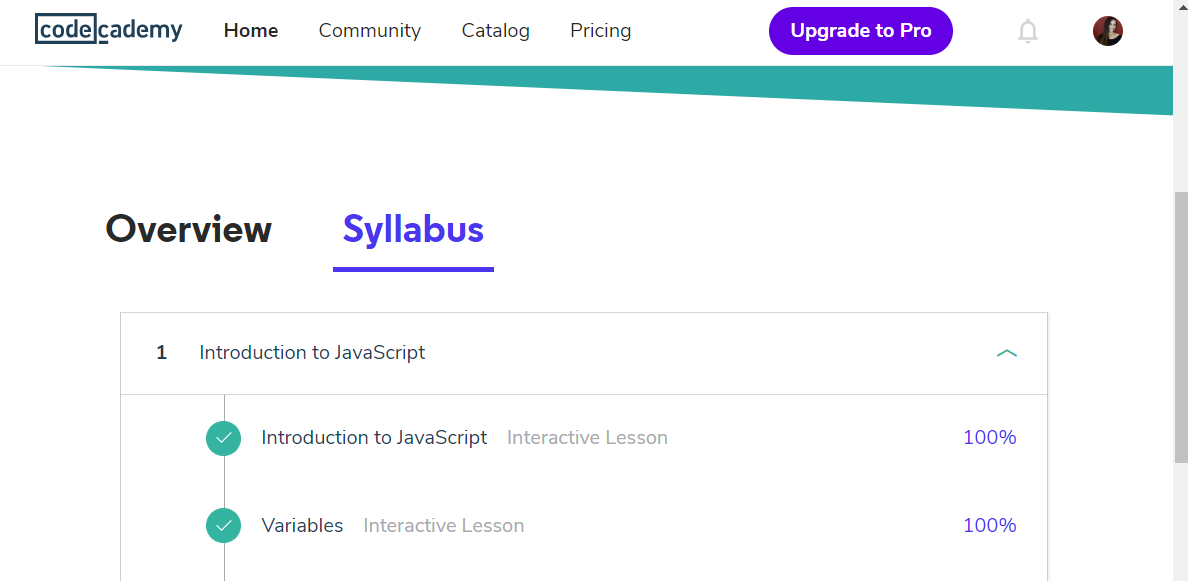 codecademy Home Community Catalog Pricing Upgrade to Pro
Overview Syllabus
1 Introduction to JavaScript
Introduction to JavaScript Interactive Lesson 100%
Variables Interactive Lesson 100%